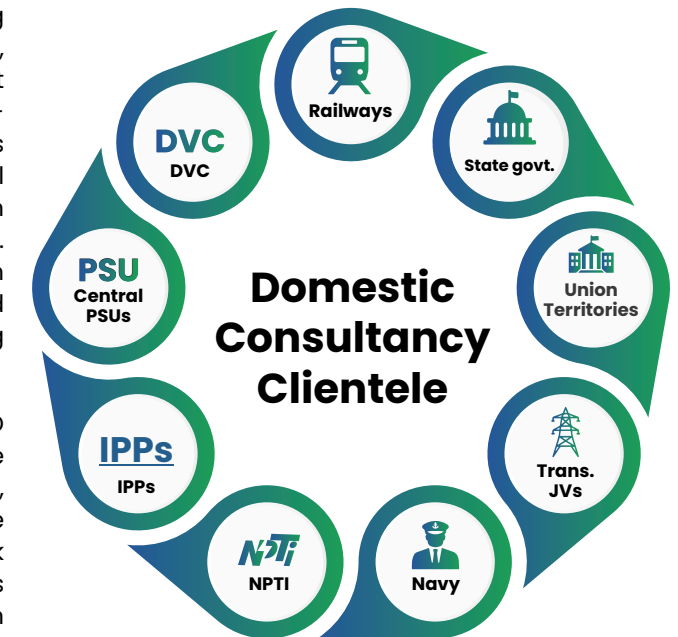 Railways
State govt.
Union
Territories
Trans.
JVs
Navy
NPTi
NPTI
IPPs
IPPs
PSU
Central
PSUs
DVC
DVC
Domestic
Consultancy
Clientele